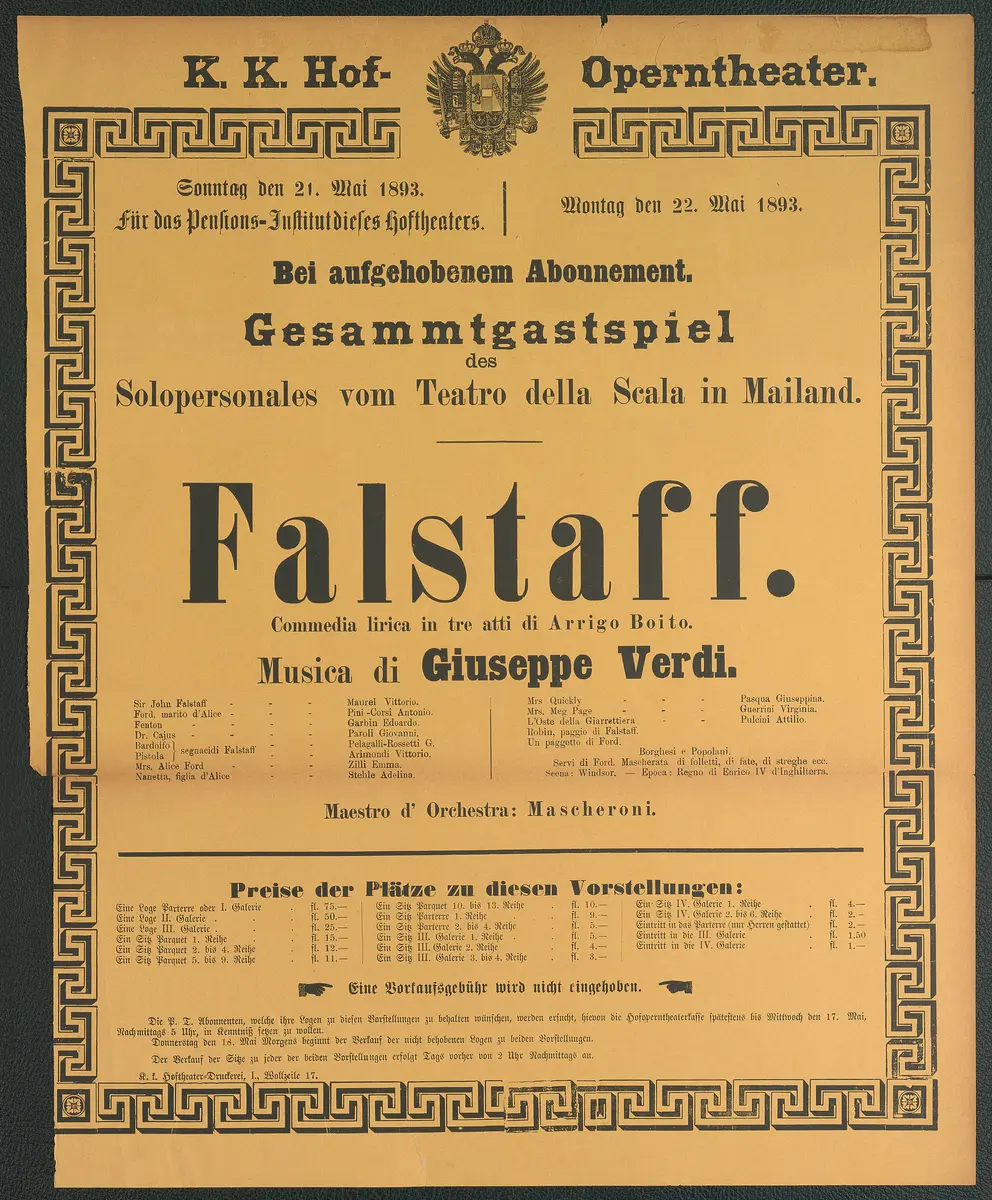 K. K. Hof- Operntheater.
Sonntag den 21. Mai 1893.
Für das Pensions-Institut dieses Hoftheaters.
Montag den 22. Mai 1893.
Bei aufgehobenem Abonnement.
Gesammtgastspiel
des
Solopersonales vom Teatro della Scala in Mailand.
Falstaff.
Commedia lirica in tre atti di Arrigo Boito.
Musica di Giuseppe Verdi.
Sir John Falstaff - - - Maurel Vittorio.
Ford, marito d'Alice - - - Pini-Corsi Antonio.
Fenton - - - Garbin Edoardo.
Dr. Cajus - - - - Paroli Giovanni.
Bardolfo } segnacidi Falstaff - - Pelagalli-Rossetti G.
Pistola - - Arimondi Vittorio.
Mrs. Alice Ford - - - Zilli Emma.
Nanetta, figlia d'Alice - - Stehle Adelina.
Mrs Quickly - - - Pasqua Giuseppina.
Mrs. Meg Page - - - Guerrini Virginia.
L'Oste della Giarrettiera - - - Pulcini Attilio.
Robin, paggio di Falstaff.
Un paggetto di Ford.
Borghesi e Popolani.
Servi di Ford. Mascherata di folletti, di fate, di streghe ecc.
Scena: Windsor. — Epoca: Regno di Enrico IV d'Inghilterra.
Maestro d' Orchestra: Mascheroni.
Preise der Plätze zu diesen Vorstellungen:
Eine Loge Parterre oder I. Galerie . fl. 75.—
Eine Loge II. Galerie . . . fl. 50.—
Eine Loge III. Galerie . . . fl. 25.—
Ein Sitz Parquet 1. Reihe . . fl. 15.—
Ein Sitz Parquet 2. bis 4. Reihe . fl. 12.—
Ein Sitz Parquet 5. bis 9. Reihe . fl. 11.—
Ein Sitz Parquet 10. bis 13. Reihe . fl. 10.—
Ein Sitz Parterre 1. Reihe . . fl. 9.—
Ein Sitz Parterre 2. bis 4. Reihe . fl. 5.—
Ein Sitz III. Galerie 1. Reihe . . fl. 5.—
Ein Sitz III. Galerie 2. Reihe . fl. 4.—
Ein Sitz III. Galerie 3. bis 4. Reihe . fl. 3.—
Ein Sitz IV. Galerie 1. Reihe . fl. 4.—
Ein Sitz IV. Galerie 2. bis 6. Reihe . fl. 2.—
Eintritt in das Parterre (nur Herren gestattet) fl. 2.—
Eintritt in die III. Galerie . fl. 1.50
Eintritt in die IV. Galerie . fl. 1.—
Eine Vorkaufsgebühr wird nicht eingehoben.
Die P. T. Abonnenten, welche ihre Logen zu diesen Vorstellungen zu behalten wünschen, werden ersucht, hievon die Hofoperntheaterkasse spätestens bis Mittwoch den 17. Mai,
Nachmittags 5 Uhr, in Kenntniß setzen zu wollen.
Donnerstag den 18. Mai Morgens beginnt der Verkauf der nicht behobenen Logen zu beiden Vorstellungen.
Der Verkauf der Sitze zu jeder der beiden Vorstellungen erfolgt Tags vorher von 2 Uhr Nachmittags an.
K. k. Hoftheater-Druckerei, I., Wollzeile 17.